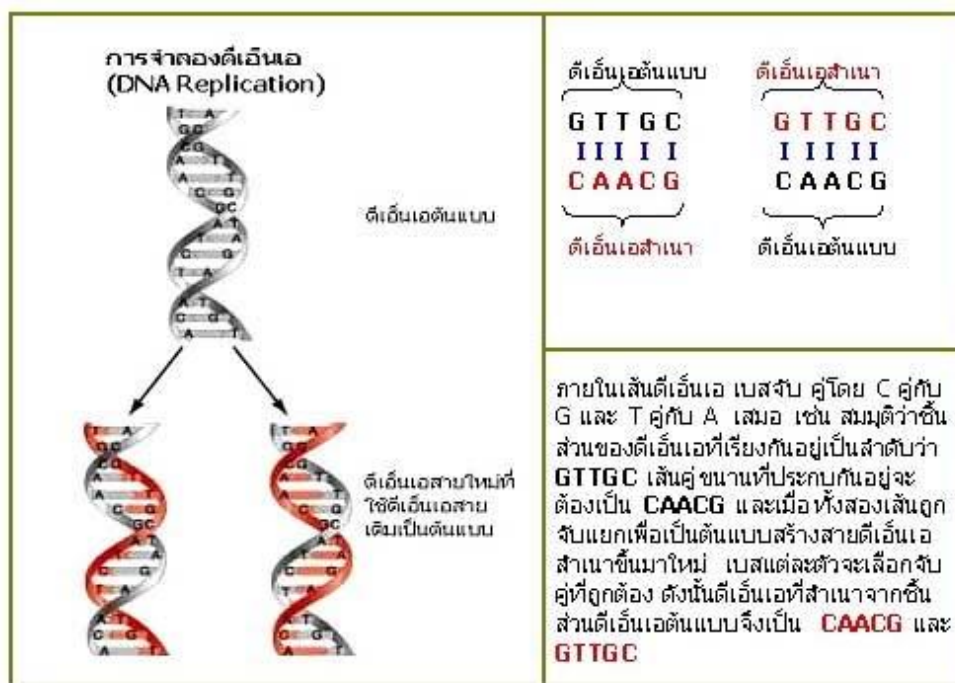 การจำลองดีเอ็นเอ
(DNA Replication)
T A
G C
C G
A T
A T
C G
G C
A T
T A
C G
T A
A T
C G
A T
ดีเอ็นเอต้นแบบ
T A
G C
C G
A T
A T
C G
G C
T A
C G
T A
A T
C G
A T
T A
G C
C G
A T
A T
C G
G C
A T
T A
C G
T A
A T
C G T
A T
ดีเอ็นเอสายใหม่ที่
ใช้ดีเอ็นเอสาย
เดิมเป็นต้นแบบ
ดีเอ็นเอต้นแบบ ดีเอ็นเอสำเนา
G T T G C G T T G C
I I I I I I I I I I
C A A C G C A A C G
ดีเอ็นเอสำเนา ดีเอ็นเอต้นแบบ
ภายในเส้นดีเอ็นเอ เบสจับ คู่โดย C คู่กับ
G และ T คู่กับ A เสมอ เช่น สมมุติว่าชิ้น
ส่วนของดีเอ็นเอที่เรียงกันอยู่เป็นลำดับว่า
GTTGC เส้นคู่ ขนานที่ประกบกันอยู่จะ
ต้องเป็น CAACG และเมื่อ ทั้งสองเส้นถูก
จับแยกเพื่อเป็นต้นแบบสร้างสายดีเอ็นเอ
สำเนาขึ้นมาใหม่ เบสแต่ละตัวจะเลือกจับ
คู่ที่ถูกต้อง ดังนั้นดีเอ็นเอที่สำเนาจากชิ้น
ส่วนดีเอ็นเอต้นแบบจึงเป็น CAACG และ
GTTGC